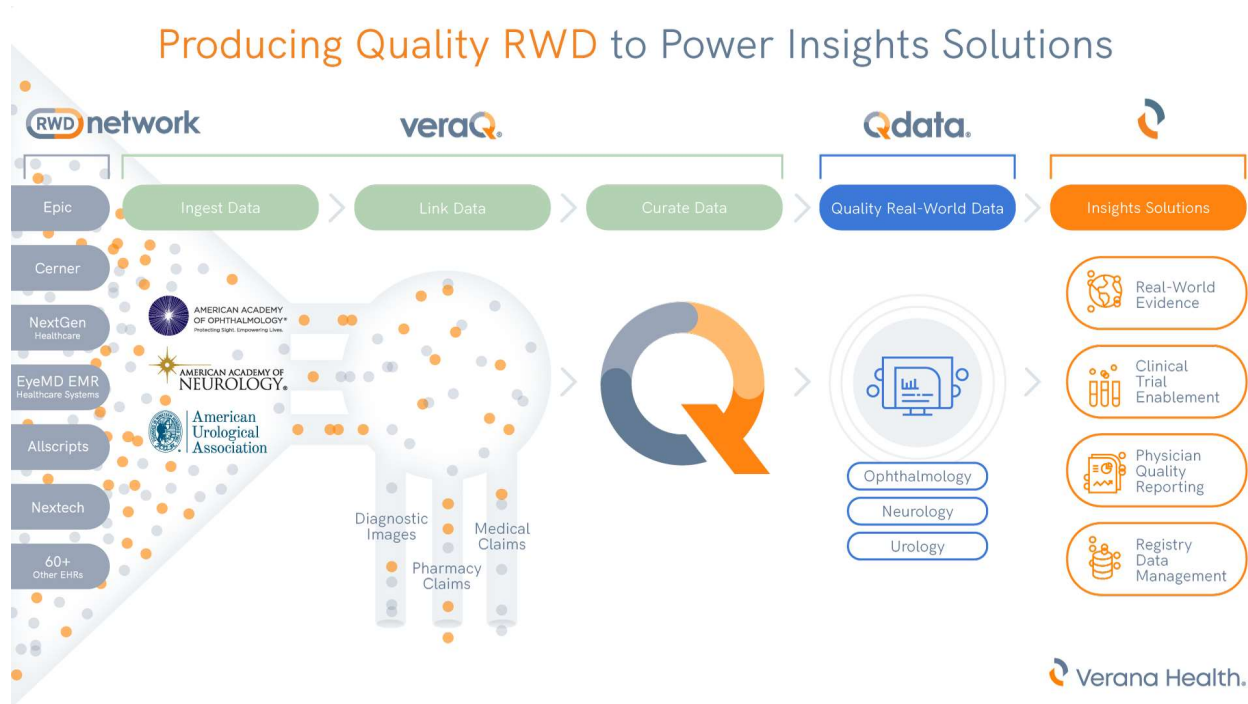 Producing Quality RWD to Power Insights Solutions
RWD network
veraQ®
Qdata®
Epic
Ingest Data
Link Data
Curate Data
Quality Real-World Data
Insights Solutions
Cerner
NextGen
Healthcare
EyeMD EMR
Healthcare Systems
Allscripts
Nextech
60+
Other EHRs
AMERICAN ACADEMY
OF OPHTHALMOLOGY®
Protecting Sight. Empowering Lives.
AMERICAN ACADEMY OF
NEUROLOGY®
American
Urological
Association
Diagnostic
Images
Pharmacy
Claims
Medical
Claims
Ophthalmology
Neurology
Urology
Real-World
Evidence
Clinical
Trial
Enablement
Physician
Quality
Reporting
Registry
Data
Management
Verana Health®